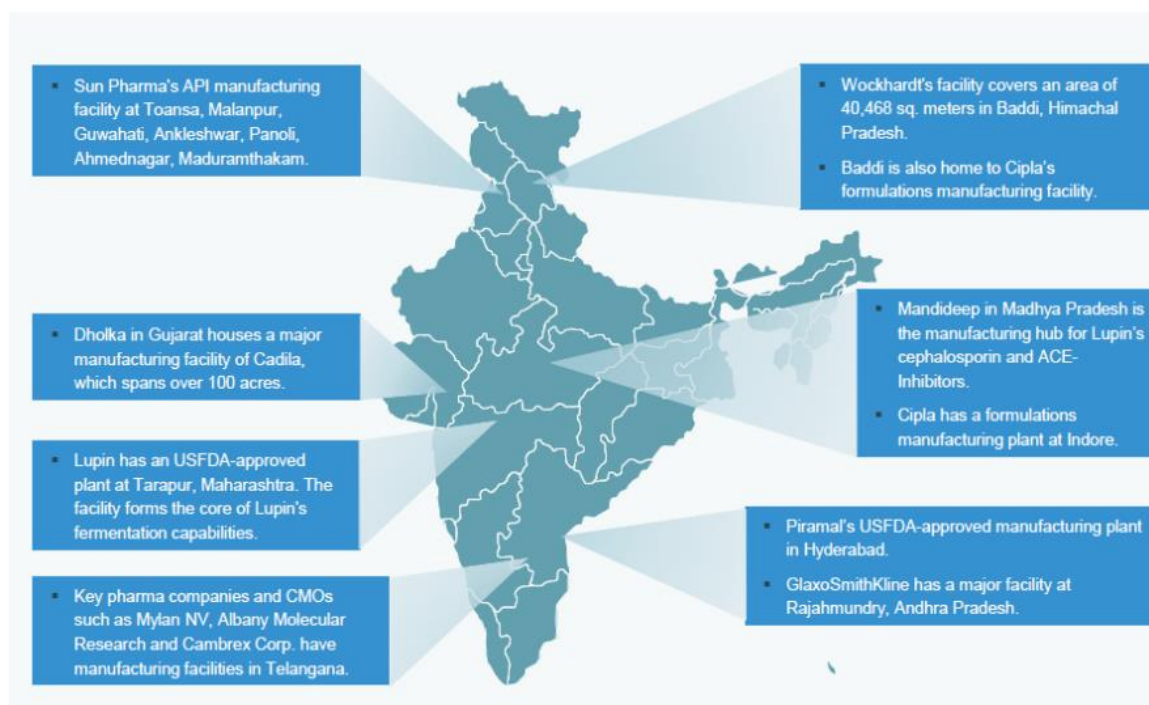 ▪ Sun Pharma's API manufacturing
facility at Toansa, Malanpur,
Guwahati, Ankleshwar, Panoli,
Ahmednagar, Maduramthakam.
▪ Wockhardt's facility covers an area of
40,468 sq. meters in Baddi, Himachal
Pradesh.
▪ Baddi is also home to Cipla's
formulations manufacturing facility.
▪ Dholka in Gujarat houses a major
manufacturing facility of Cadila,
which spans over 100 acres.
▪ Mandideep in Madhya Pradesh is
the manufacturing hub for Lupin's
cephalosporin and ACE-
Inhibitors.
▪ Cipla has a formulations
manufacturing plant at Indore.
▪ Lupin has an USFDA-approved
plant at Tarapur, Maharashtra. The
facility forms the core of Lupin's
fermentation capabilities.
▪ Piramal's USFDA-approved manufacturing plant
in Hyderabad.
▪ GlaxoSmithKline has a major facility at
Rajahmundry, Andhra Pradesh.
▪ Key pharma companies and CMOs
such as Mylan NV, Albany Molecular
Research and Cambrex Corp. have
manufacturing facilities in Telangana.